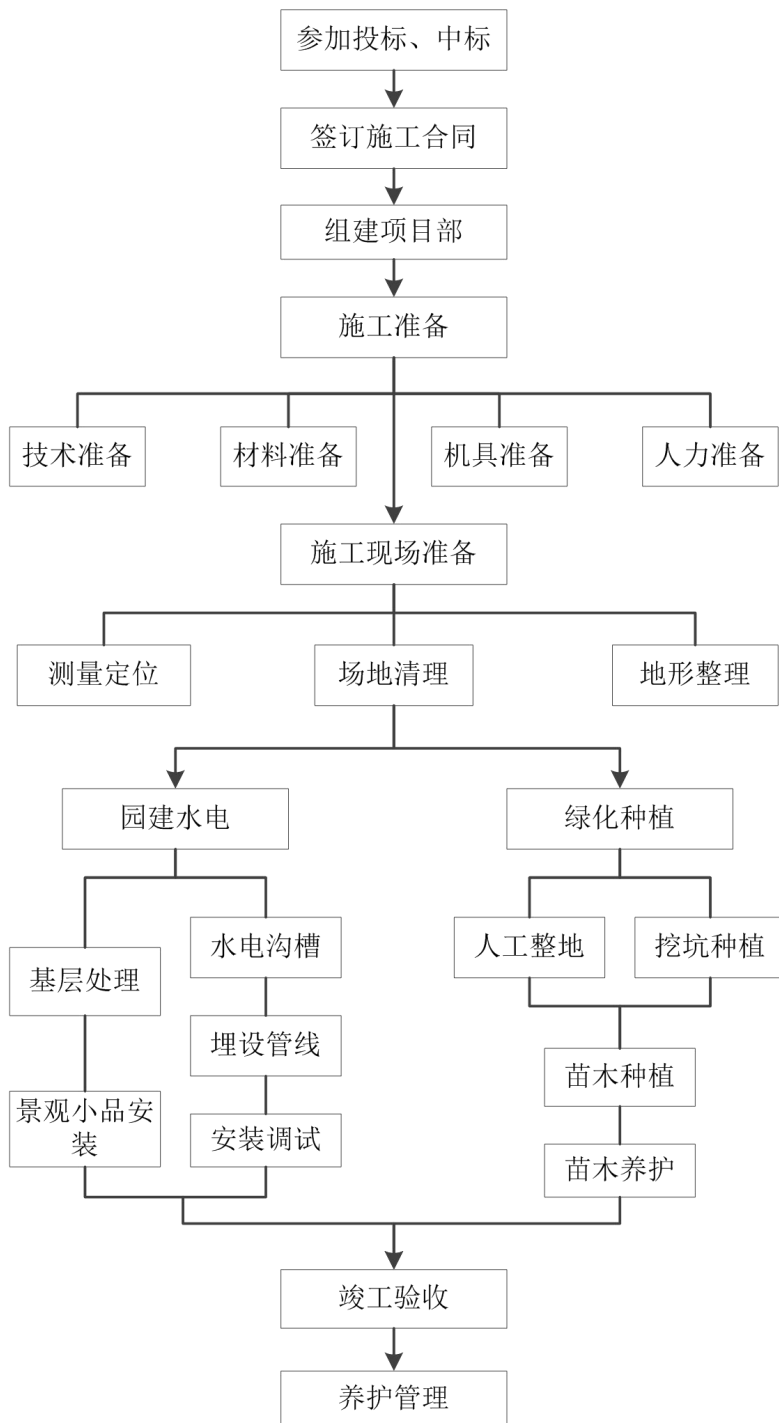 参加投标、中标
签订施工合同
组建项目部
施工准备
技术准备
材料准备
机具准备
人力准备
施工现场准备
测量定位
场地清理
地形整理
园建水电
绿化种植
基层处理
水电沟槽
人工整地
挖坑种植
埋设管线
苗木种植
景观小品安
装
安装调试
苗木养护
竣工验收
养护管理